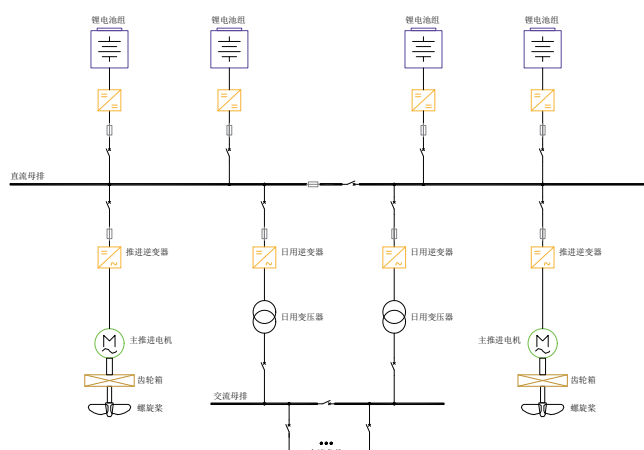 锂电池组
锂电池组
锂电池组
锂电池组
直流母排
推进逆变器
日用逆变器
日用逆变器
推进逆变器
日用变压器
日用变压器
主推进电机
主推进电机
齿轮箱
齿轮箱
交流母排
螺旋桨
螺旋桨